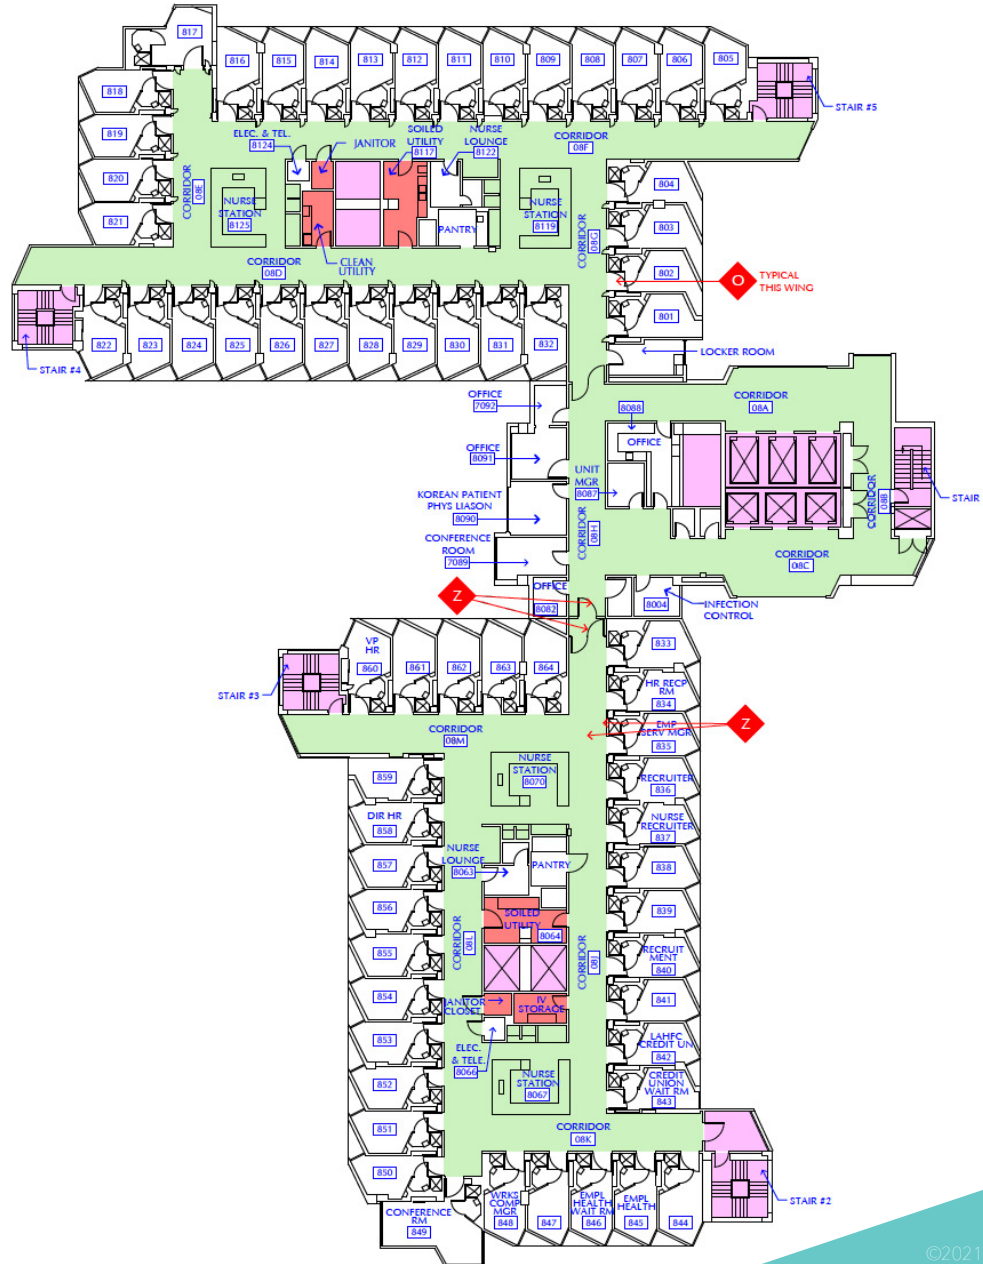 817
816
815
814
813
812
811
810
809
808
807
806
805
818
STAIR #5
819
ELEC. & TEL.
8124
JANITOR
SOILED
UTILITY
8117
NURSE
LOUNGE
8122
CORRIDOR
08F
820
CORRIDOR
08E
804
821
NURSE
STATION
8125
NURSE
STATION
8119
PANTRY
CORRIDOR
08G
803
CORRIDOR
08D
CLEAN
UTILITY
802
O
TYPICAL
THIS WING
801
822
823
824
825
826
827
828
829
830
831
832
LOCKER ROOM
STAIR #4
OFFICE
7092
8088
CORRIDOR
08A
OFFICE
8091
OFFICE
UNIT
MGR
8087
KOREAN PATIENT
PHYS LIASON
8090
CORRIDOR
08B
STAIR
CONFERENCE
ROOM
7089
CORRIDOR
08H
CORRIDOR
08C
OFFICE
8082
Z
8004
INFECTION
CONTROL
VP
HR
860
861
862
863
864
833
STAIR #3
HR RECP
RM
834
CORRIDOR
08M
EMP
SERV MGR
835
Z
859
NURSE
STATION
8070
RECRUITER
836
DIR HR
858
NURSE
RECRUITER
837
857
NURSE
LOUNGE
8063
PANTRY
838
856
SOILED
UTILITY
8064
839
CORRIDOR
08L
CORRIDOR
08J
855
RECRUIT
MENT
840
854
JANITOR
CLOSET
IV
STORAGE
841
853
ELEC.
& TELE.
8066
LAHFC
CREDIT UN
842
852
NURSE
STATION
8067
CREDIT
UNION
WAIT RM
843
851
CORRIDOR
08K
850
WRKS
COMP
MGR
848
847
EMPL
HEALTH
WAIT RM
846
EMPL
HEALTH
845
844
STAIR #2
CONFERENCE
RM
849
©2021